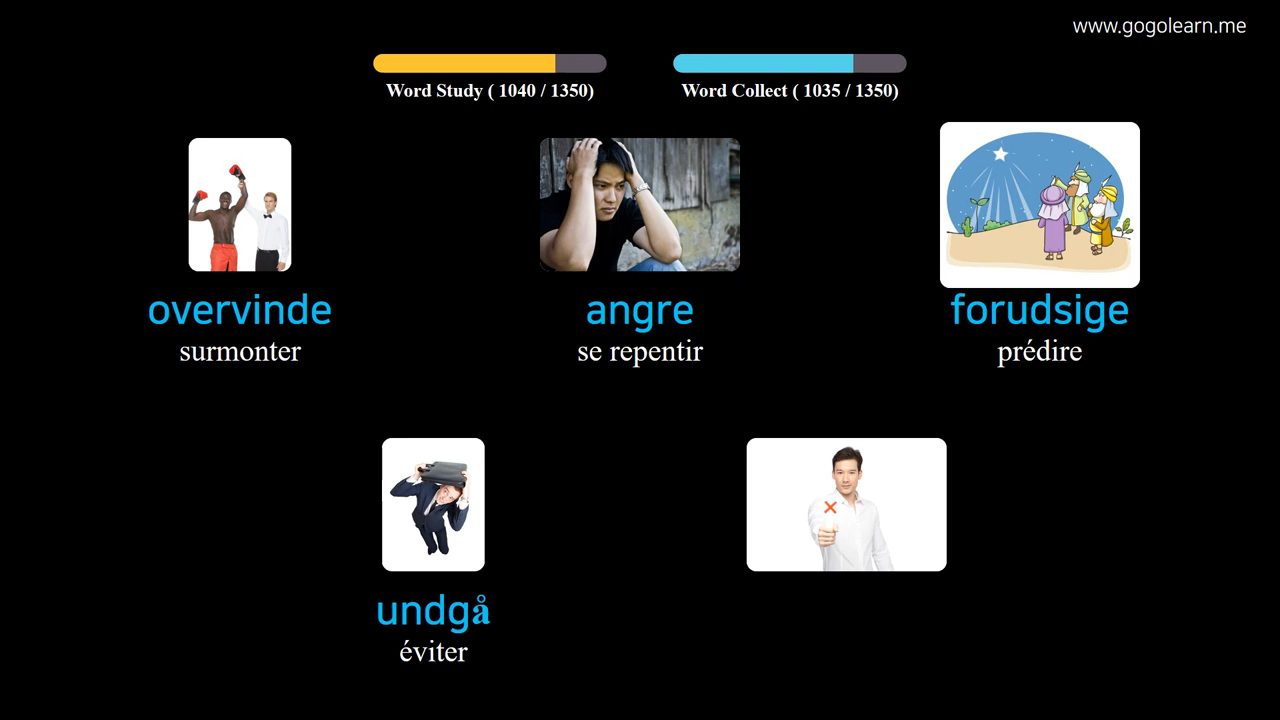 www.gogolearn.me
Word Study ( 1040 / 1350)
Word Collect ( 1035 / 1350)
overvinde
surmonter
angre
se repentir
forudsige
prédire
undgå
éviter